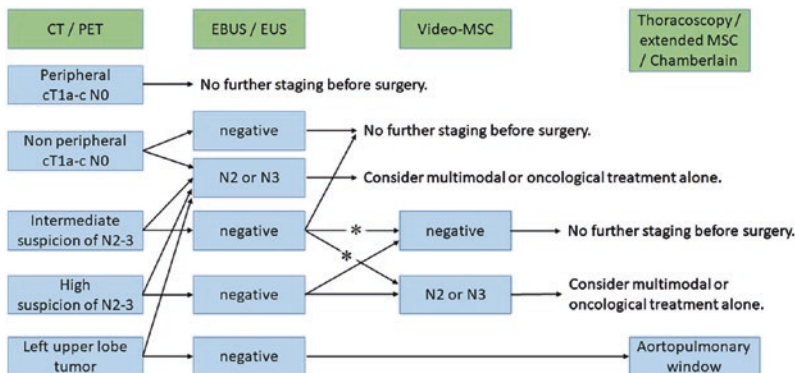 CT / PET
EBUS / EUS
Video-MSC
Thoracoscopy /
extended MSC
/ Chamberlain
Peripheral
cT1a-c N0
No further staging before surgery.
Non peripheral
cT1a-c N0
negative
No further staging before surgery.
N2 or N3
Consider multimodal or oncological treatment alone.
Intermediate
suspicion of N2-3
negative
*
*
negative
No further staging before surgery.
High
suspicion of N2-3
negative
N2 or N3
Consider multimodal or
oncological treatment alone.
Left upper lobe
tumor
negative
Aortopulmonary
window